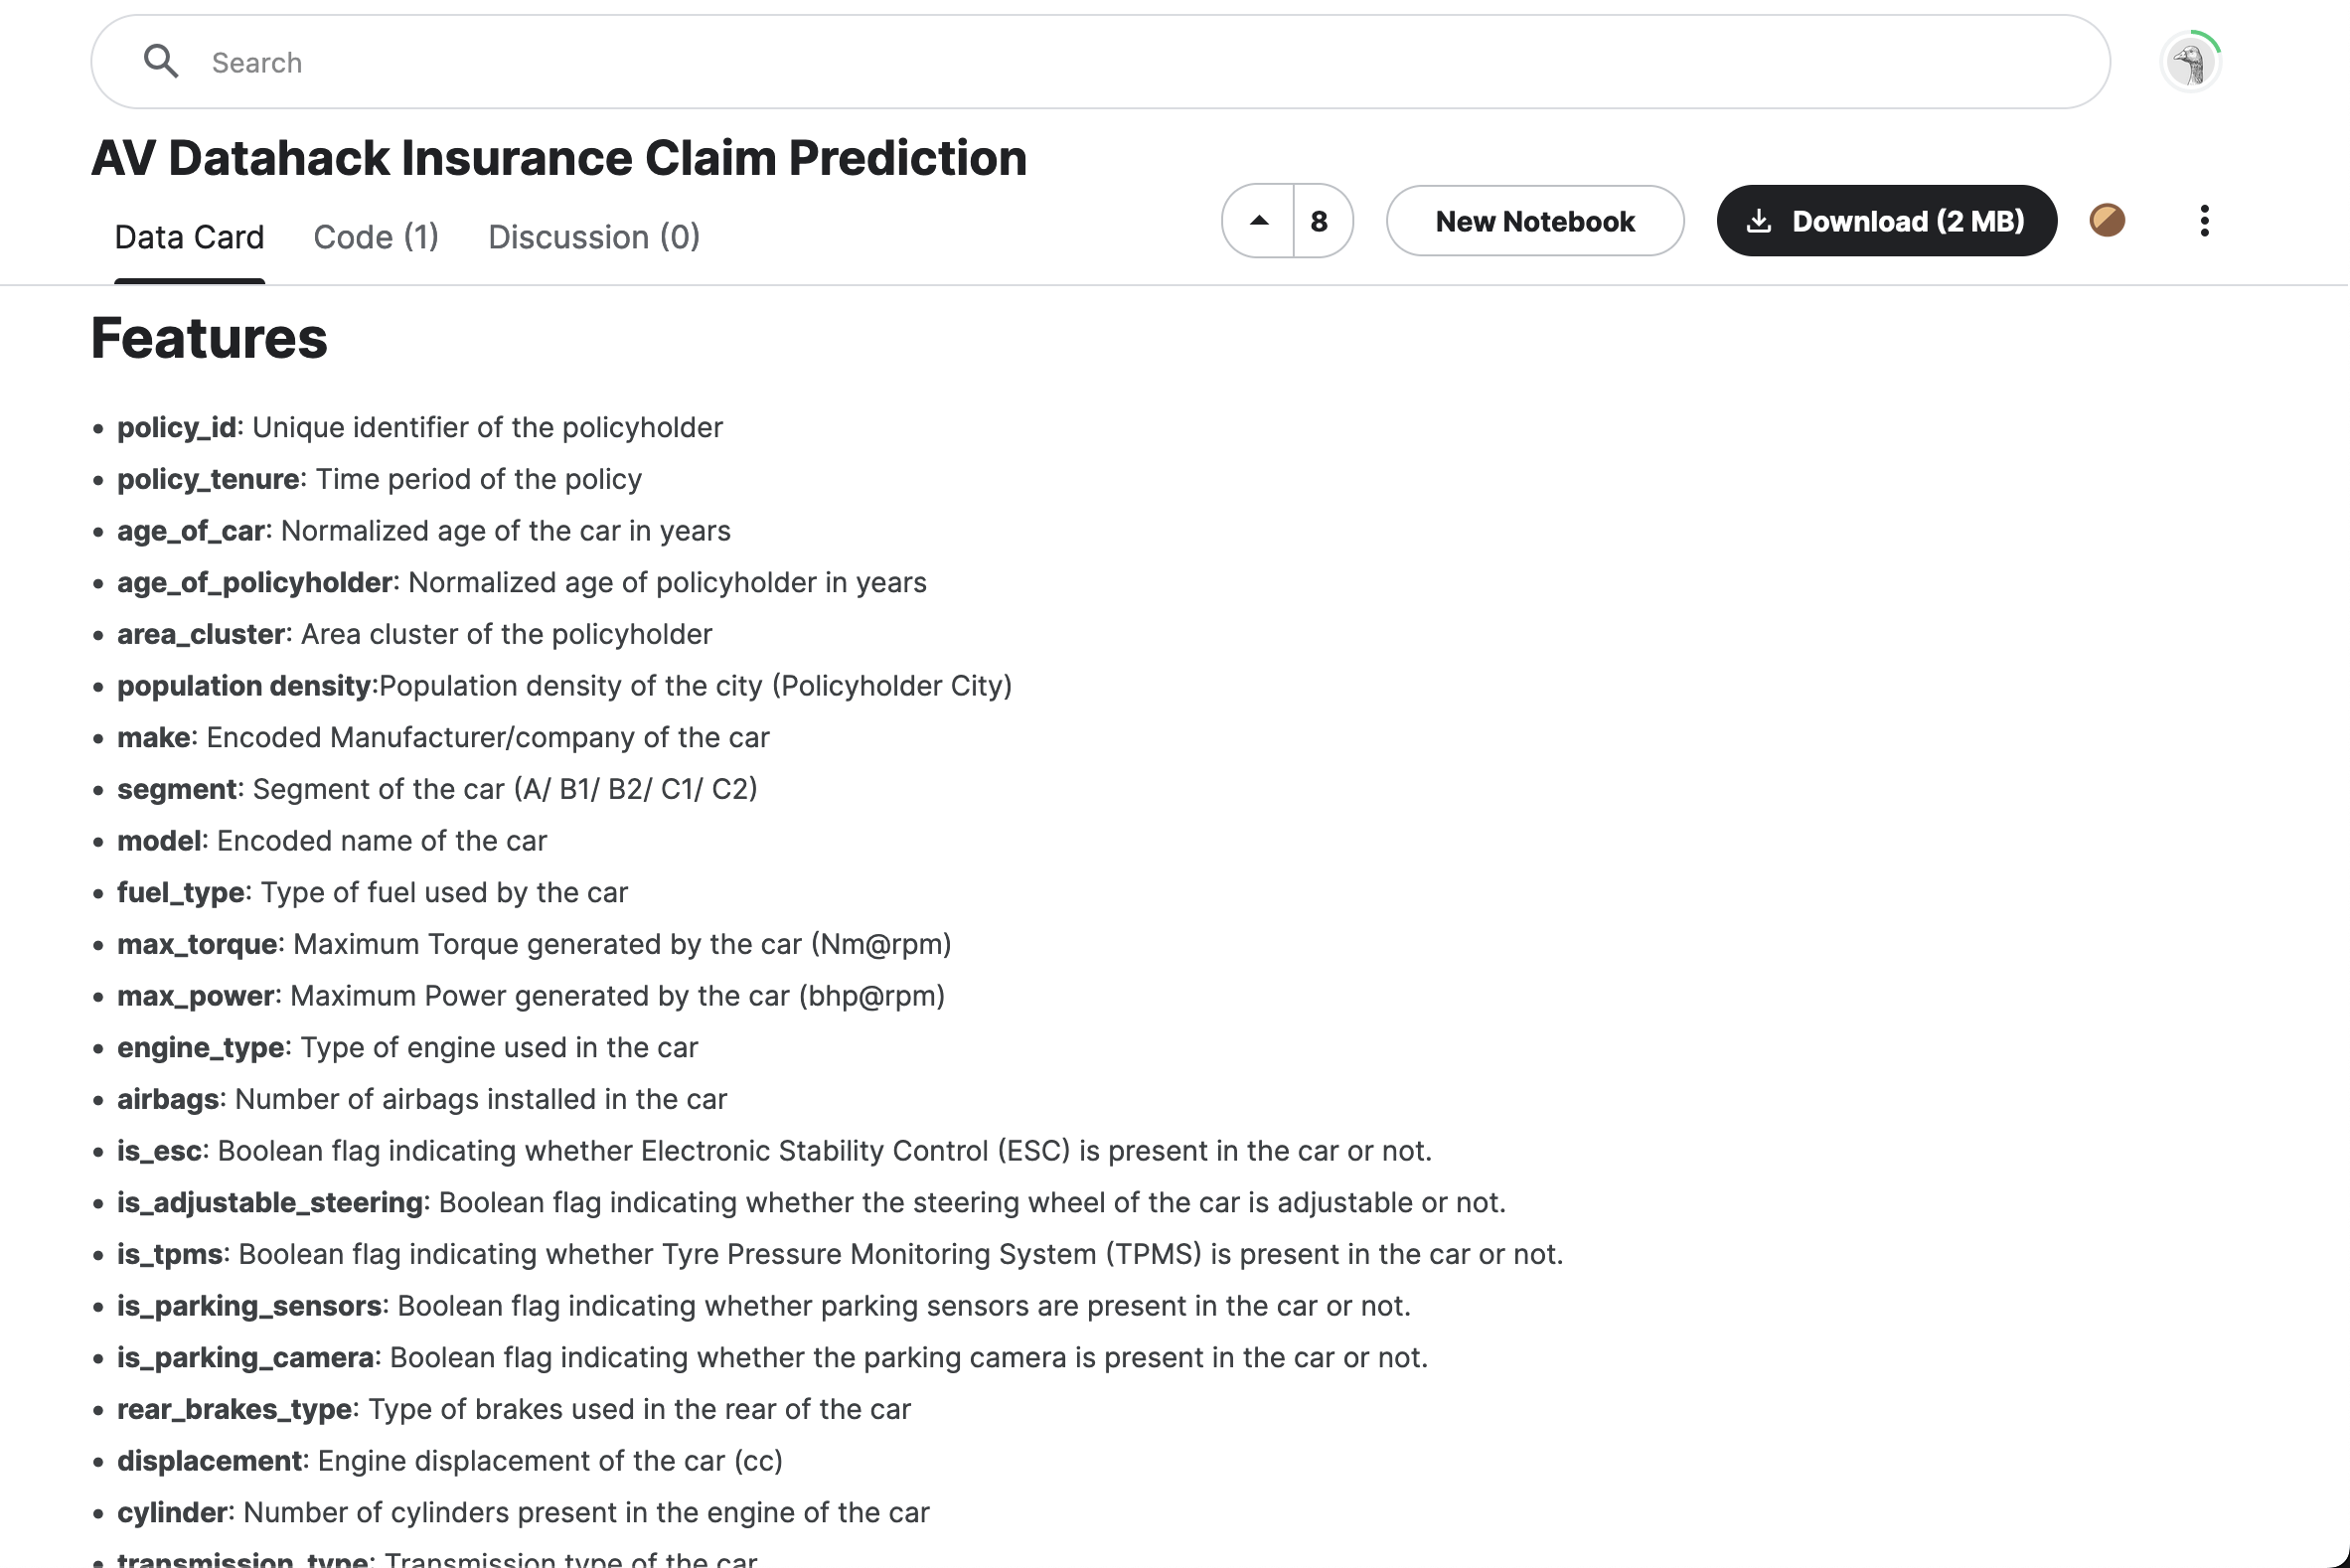 Search
AV Datahack Insurance Claim Prediction
Data Card Code (1) Discussion (0)
8 New Notebook Download (2 MB)
Features
• policy_id: Unique identifier of the policyholder
• policy_tenure: Time period of the policy
• age_of_car: Normalized age of the car in years
• age_of_policyholder: Normalized age of policyholder in years
• area_cluster: Area cluster of the policyholder
• population density:Population density of the city (Policyholder City)
• make: Encoded Manufacturer/company of the car
• segment: Segment of the car (A/ B1/ B2/ C1/ C2)
• model: Encoded name of the car
• fuel_type: Type of fuel used by the car
• max_torque: Maximum Torque generated by the car (Nm@rpm)
• max_power: Maximum Power generated by the car (bhp@rpm)
• engine_type: Type of engine used in the car
• airbags: Number of airbags installed in the car
• is_esc: Boolean flag indicating whether Electronic Stability Control (ESC) is present in the car or not.
• is_adjustable_steering: Boolean flag indicating whether the steering wheel of the car is adjustable or not.
• is_tpms: Boolean flag indicating whether Tyre Pressure Monitoring System (TPMS) is present in the car or not.
• is_parking_sensors: Boolean flag indicating whether parking sensors are present in the car or not.
• is_parking_camera: Boolean flag indicating whether the parking camera is present in the car or not.
• rear_brakes_type: Type of brakes used in the rear of the car
• displacement: Engine displacement of the car (cc)
• cylinder: Number of cylinders present in the engine of the car
• transmission_type: Transmission type of the car